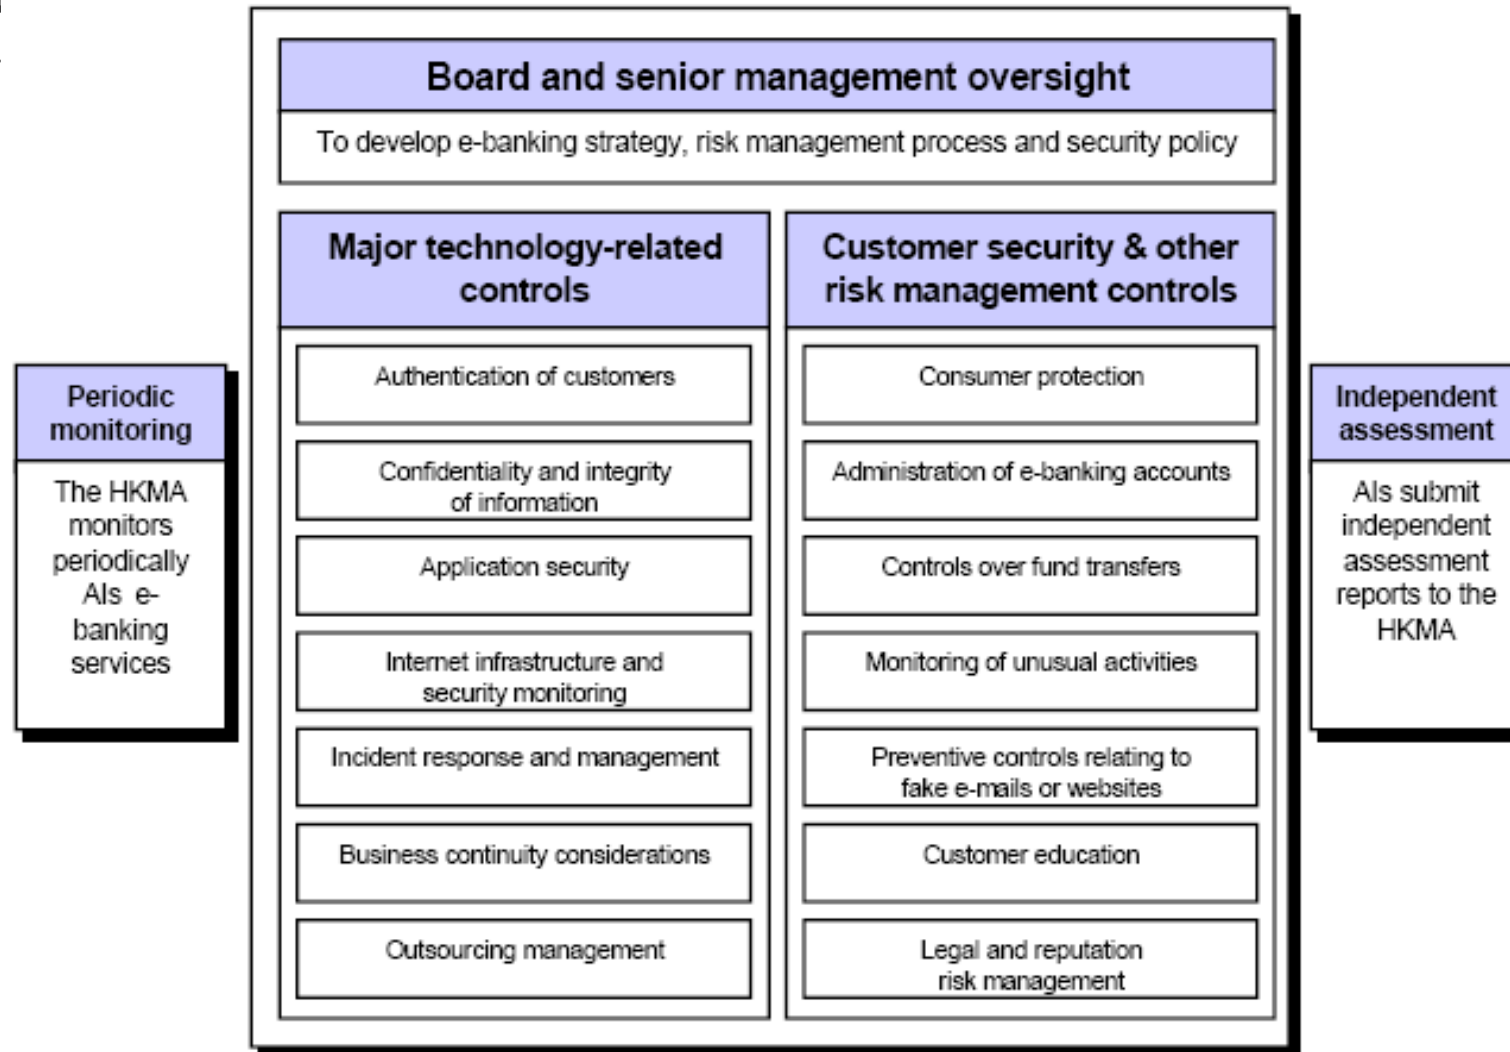 Board and senior management oversight
To develop e-banking strategy, risk management process and security policy
Major technology-related
controls
Authentication of customers
Confidentiality and integrity
of information
Application security
Internet infrastructure and
security monitoring
Incident response and management
Business continuity considerations
Outsourcing management
Customer security & other
risk management controls
Consumer protection
Administration of e-banking accounts
Controls over fund transfers
Monitoring of unusual activities
Preventive controls relating to
fake e-mails or websites
Customer education
Legal and reputation
risk management
Periodic
monitoring
The HKMA
monitors
periodically
AIs e-
banking
services
Independent
assessment
AIs submit
independent
assessment
reports to the
HKMA